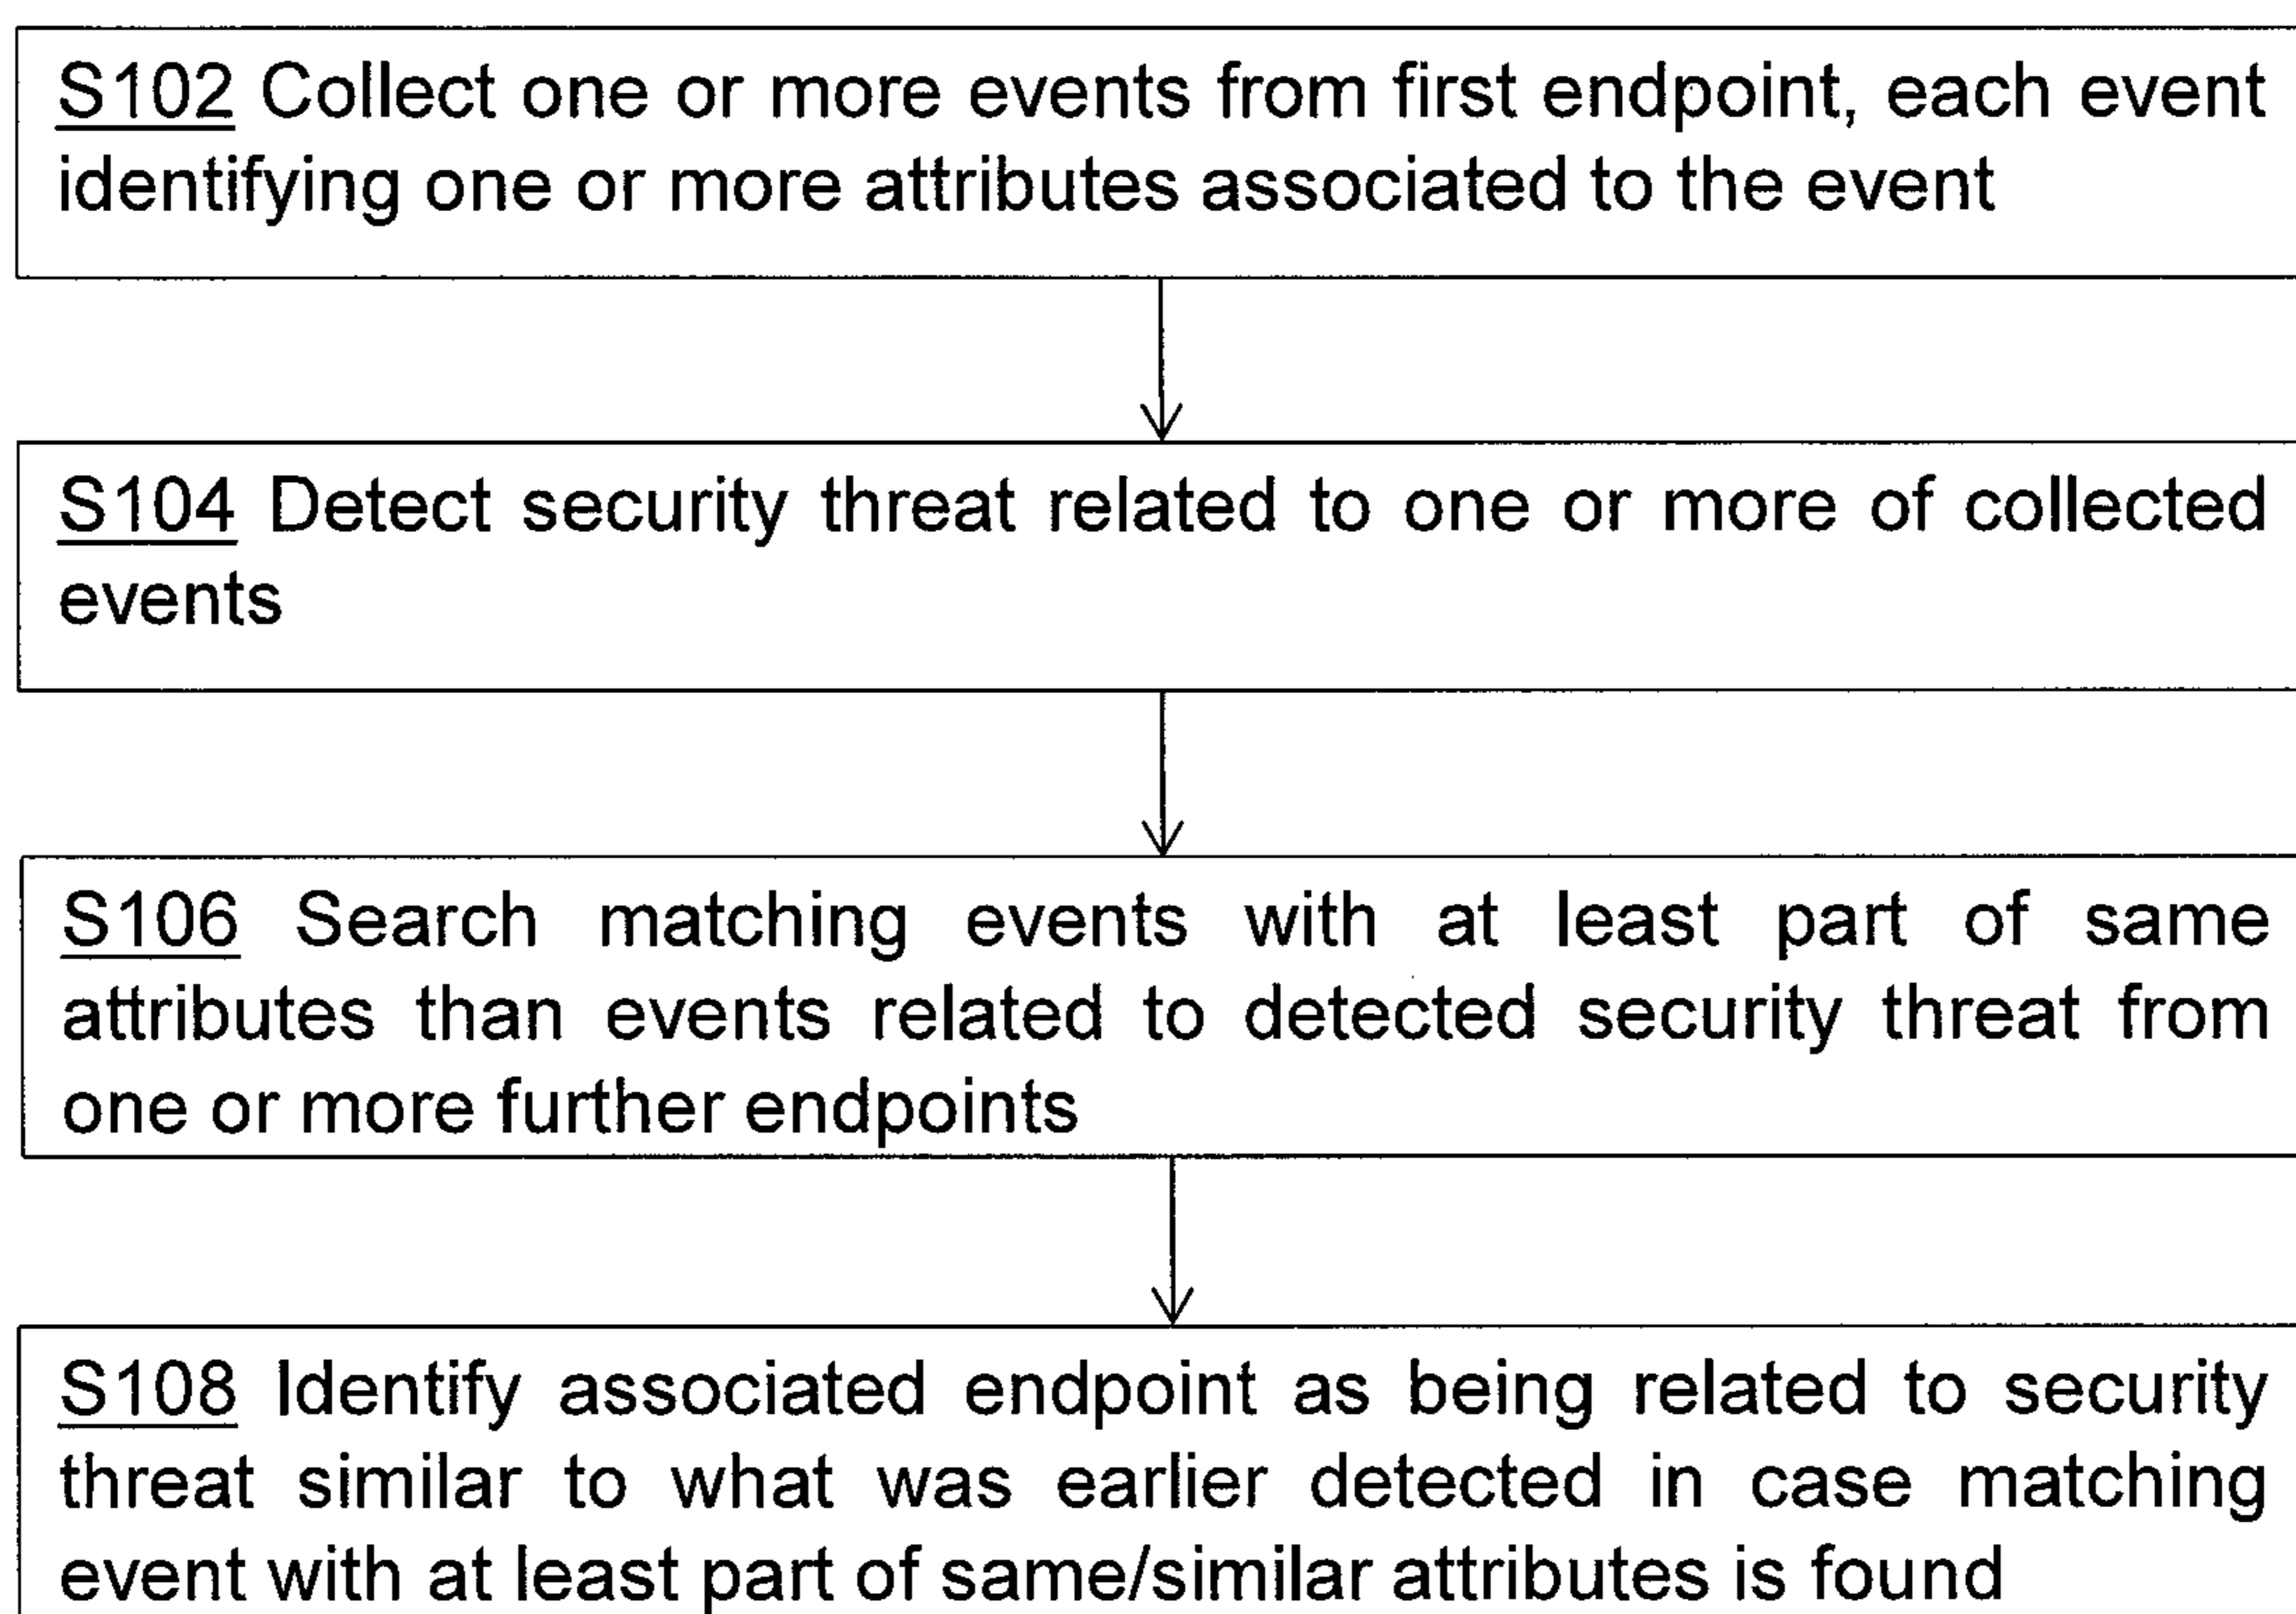 S102 Collect one or more events from first endpoint, each event
identifying one or more attributes associated to the event
S104 Detect security threat related to one or more of collected
events
S106 Search matching events with at least part of same
attributes than events related to detected security threat from
one or more further endpoints
S108 Identify associated endpoint as being related to security
threat similar to what was earlier detected in case matching
event with at least part of same/similar attributes is found